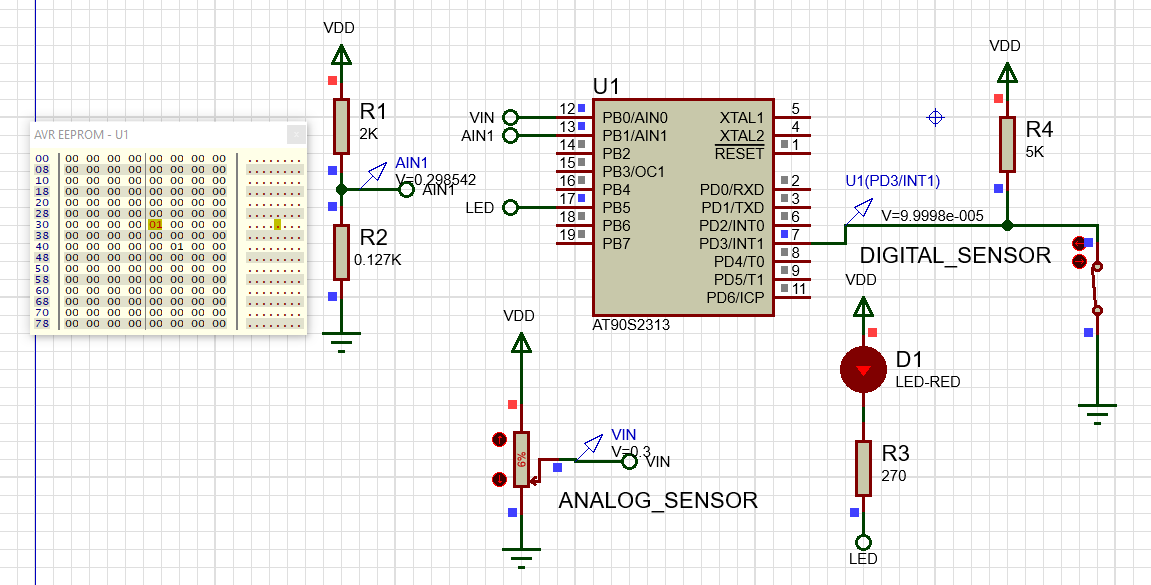 AVR EEPROM - U1
00 00 00 00 00 00 00 00 00 ........
08 00 00 00 00 00 00 00 00 ........
10 00 00 00 00 00 00 00 00 ........
18 00 00 00 00 00 00 00 00 ........
20 00 00 00 00 00 00 00 00 ........
28 00 00 00 00 00 00 00 00 ........
30 00 00 00 00 01 00 00 00 ........
38 00 00 00 00 00 00 00 00 ........
40 00 00 00 00 00 01 00 00 ........
48 00 00 00 00 00 00 00 00 ........
50 00 00 00 00 00 00 00 00 ........
58 00 00 00 00 00 00 00 00 ........
60 00 00 00 00 00 00 00 00 ........
68 00 00 00 00 00 00 00 00 ........
70 00 00 00 00 00 00 00 00 ........
78 00 00 00 00 00 00 00 00 ........
VDD
R1
2K
AIN1
V=0.298542
AIN1
R2
0.127K
U1
VIN
AIN1
LED
12 PB0/AIN0
13 PB1/AIN1
14 PB2
15 PB3/OC1
16 PB4
17 PB5
18 PB6
19 PB7
XTAL1 5
XTAL2 4
RESET 1
PD0/RXD 2
PD1/TXD 3
PD2/INT0 6
PD3/INT1 7
PD4/T0 8
PD5/T1 9
PD6/ICP 11
AT90S2313
VDD
R4
5K
U1(PD3/INT1)
V=9.9998e-005
DIGITAL_SENSOR
VDD
D1
LED-RED
R3
270
LED
VDD
6%
VIN
V=0.3
VIN
ANALOG_SENSOR